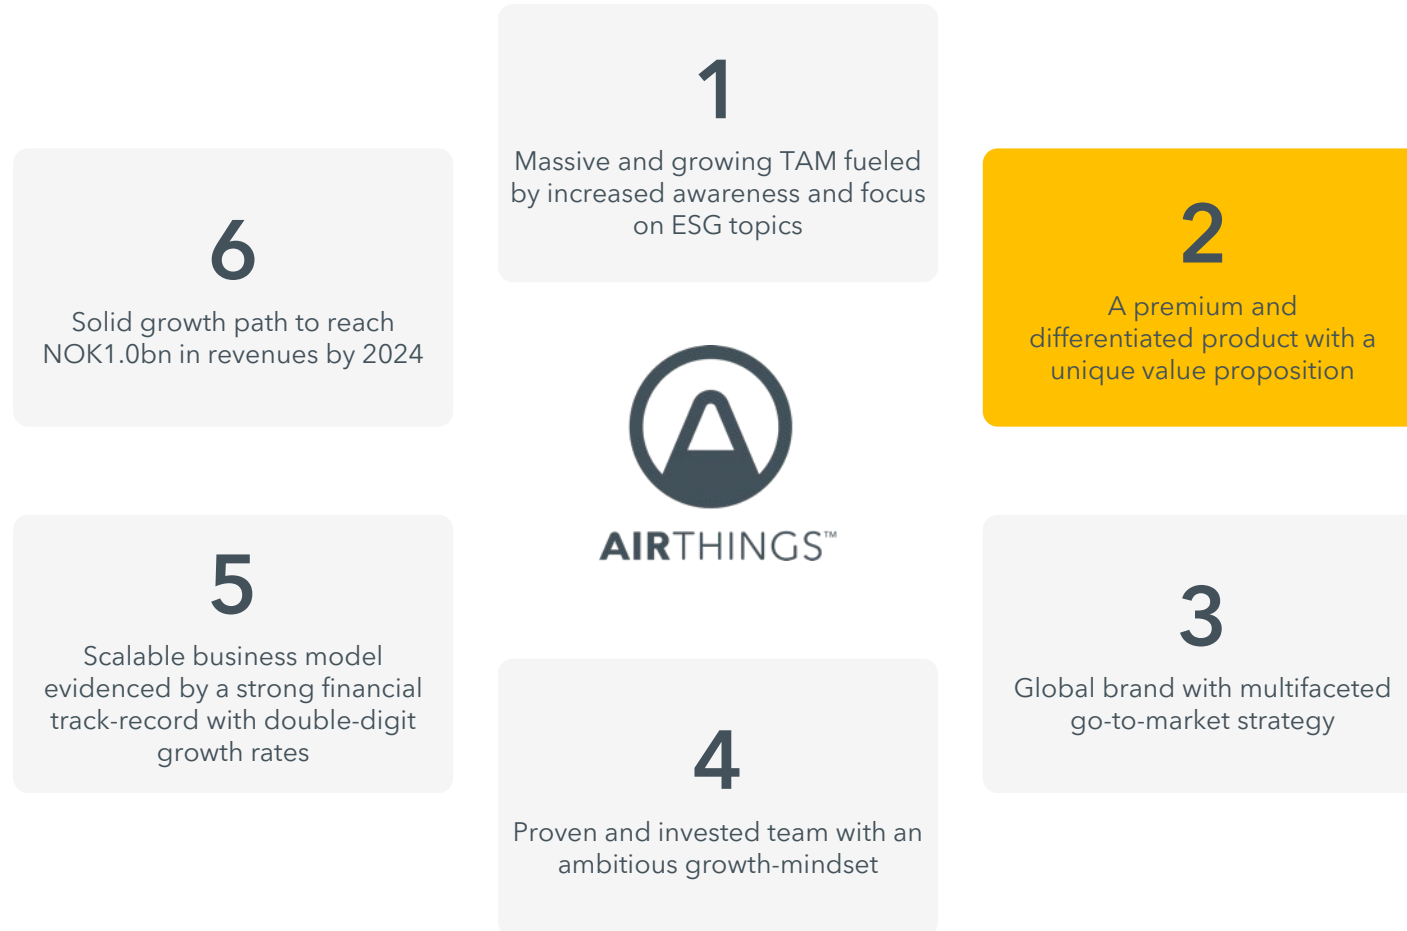 1
Massive and growing TAM fueled
by increased awareness and focus
on ESG topics
2
A premium and
differentiated product with a
unique value proposition
3
Global brand with multifaceted
go-to-market strategy
4
Proven and invested team with an
ambitious growth-mindset
5
Scalable business model
evidenced by a strong financial
track-record with double-digit
growth rates
6
Solid growth path to reach
NOK1.0bn in revenues by 2024
AIRTHINGS™